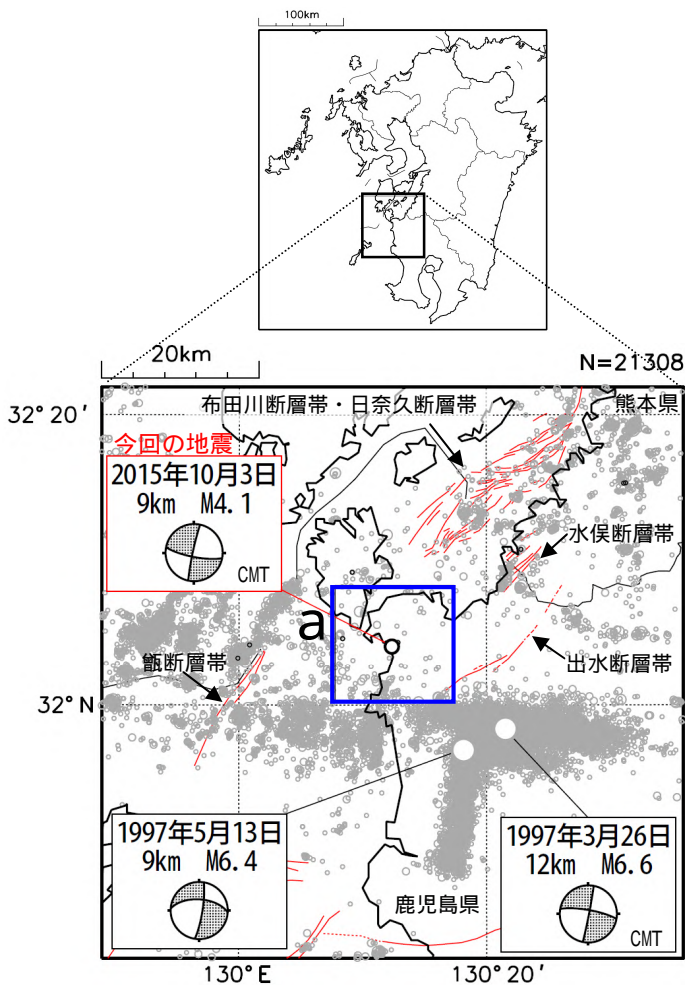 100km
20km
N=21308
32°20′
布田川断層帯・日奈久断層帯
熊本県
今回の地震
2015年10月3日
9km M4.1
CMT
水俣断層帯
a
甑断層帯
出水断層帯
32°N
1997年5月13日
9km M6.4
1997年3月26日
12km M6.6
CMT
鹿児島県
130°E
130°20′